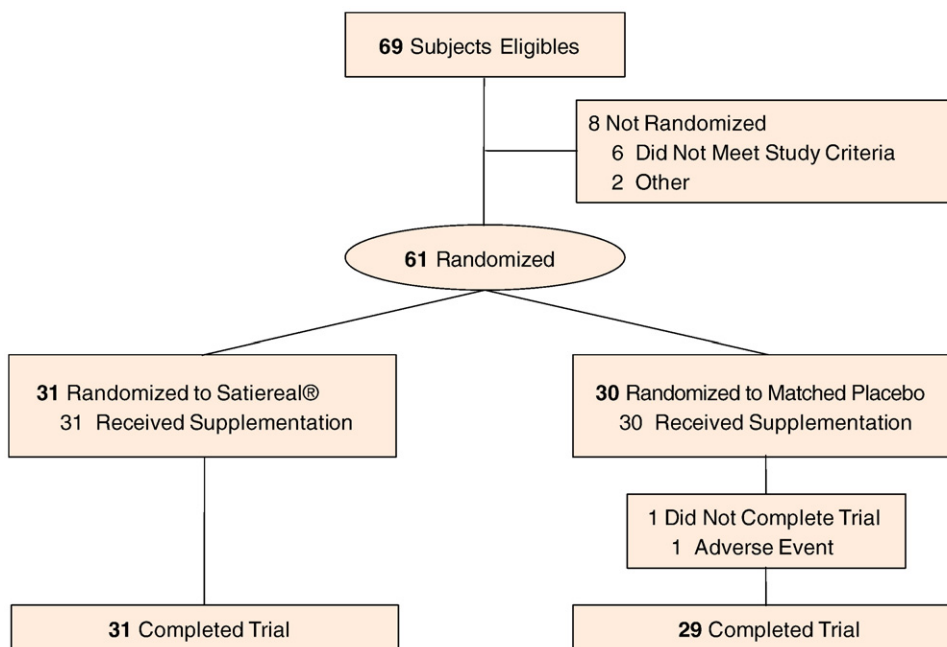 69 Subjects Eligibles
8 Not Randomized
6 Did Not Meet Study Criteria
2 Other
61 Randomized
31 Randomized to Satiereal®
31 Received Supplementation
30 Randomized to Matched Placebo
30 Received Supplementation
1 Did Not Complete Trial
1 Adverse Event
31 Completed Trial
29 Completed Trial